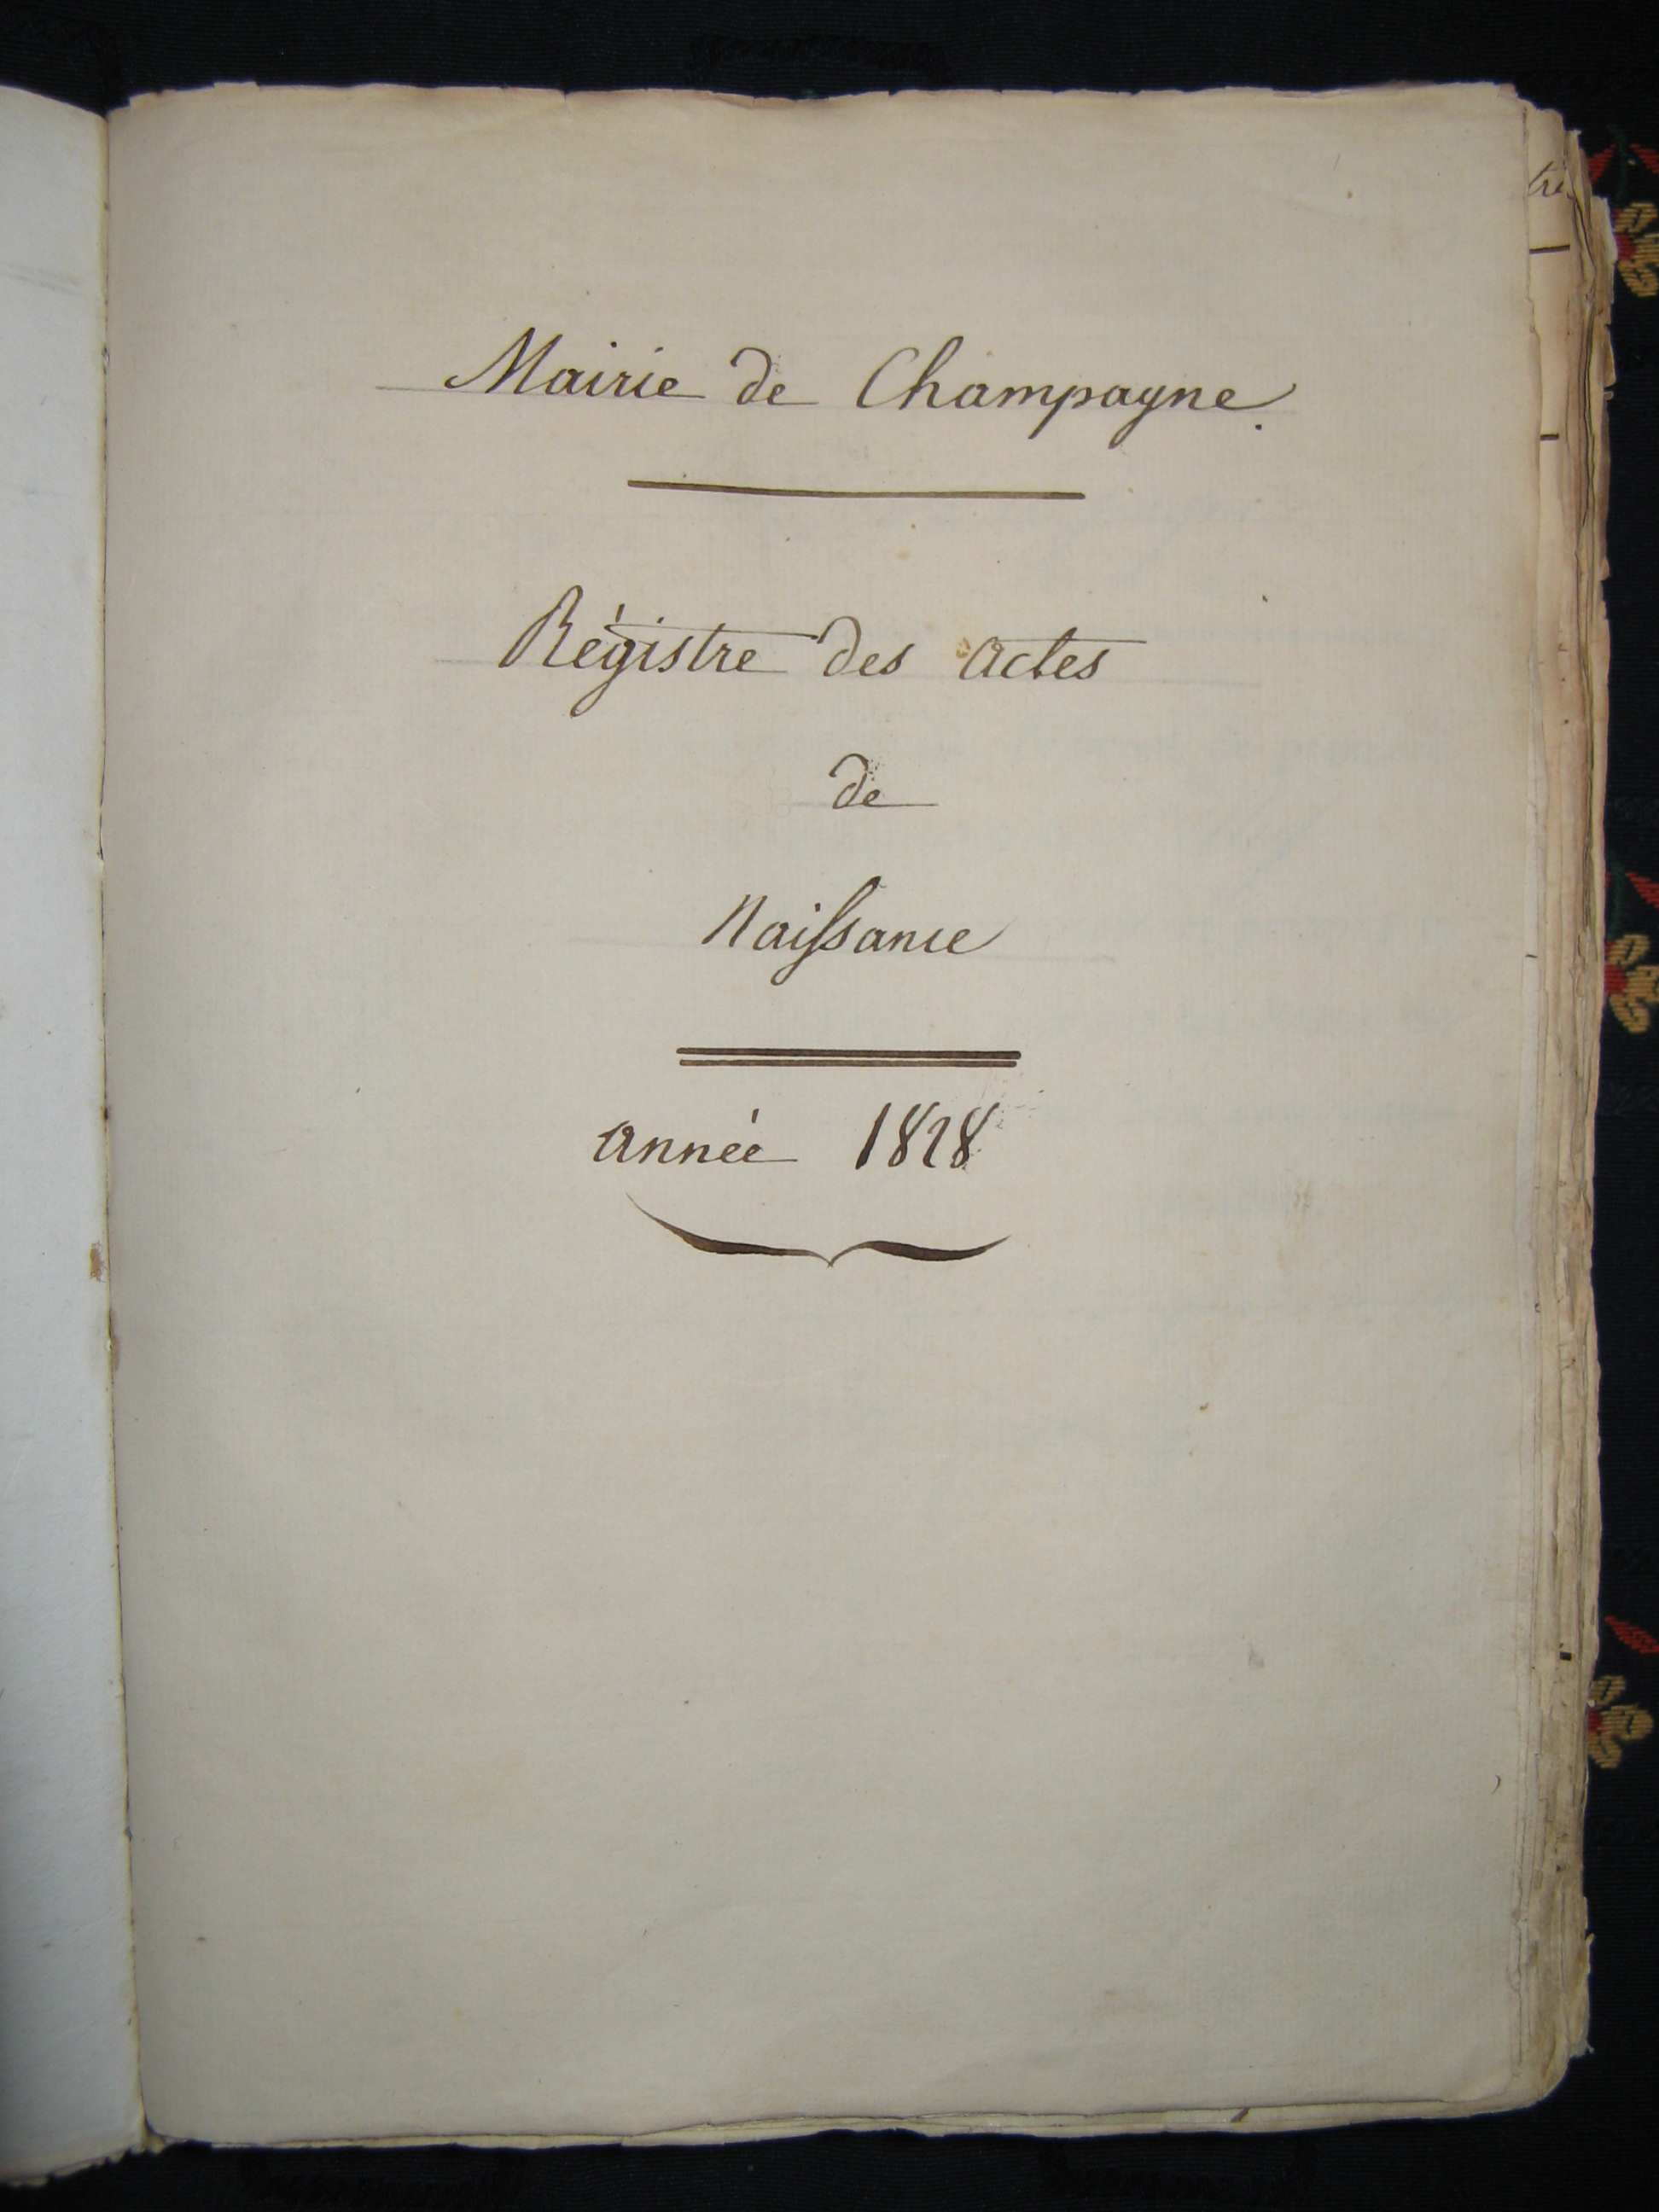 Mairie de Champagne.
Régistre des actes
de
Naiſsance
année 1828